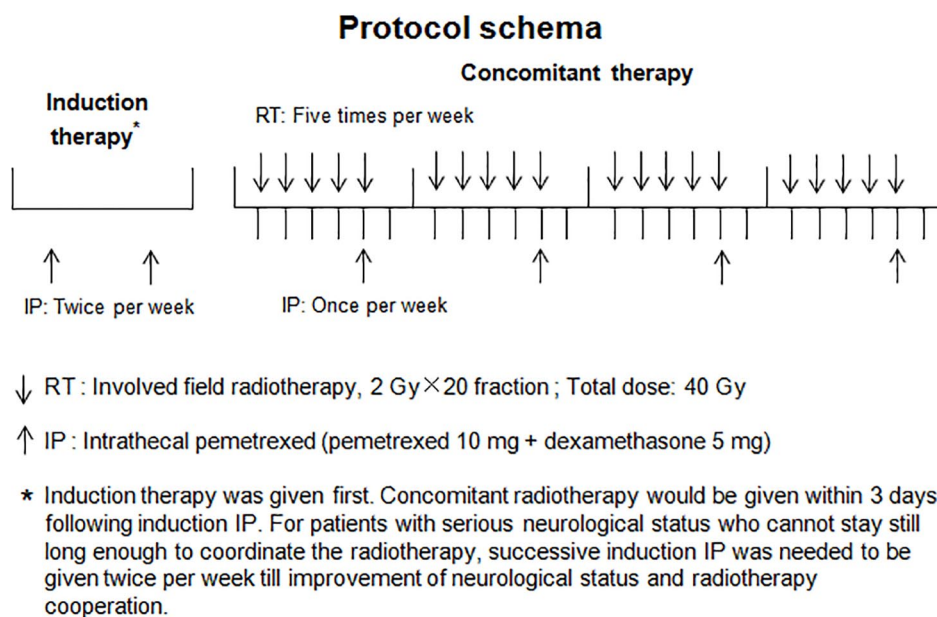 Protocol schema
Concomitant therapy
Induction
therapy*
RT: Five times per week
IP: Twice per week
IP: Once per week
RT : Involved field radiotherapy, 2 Gy×20 fraction ; Total dose: 40 Gy
IP : Intrathecal pemetrexed (pemetrexed 10 mg + dexamethasone 5 mg)
* Induction therapy was given first. Concomitant radiotherapy would be given within 3 days
following induction IP. For patients with serious neurological status who cannot stay still
long enough to coordinate the radiotherapy, successive induction IP was needed to be
given twice per week till improvement of neurological status and radiotherapy
cooperation.